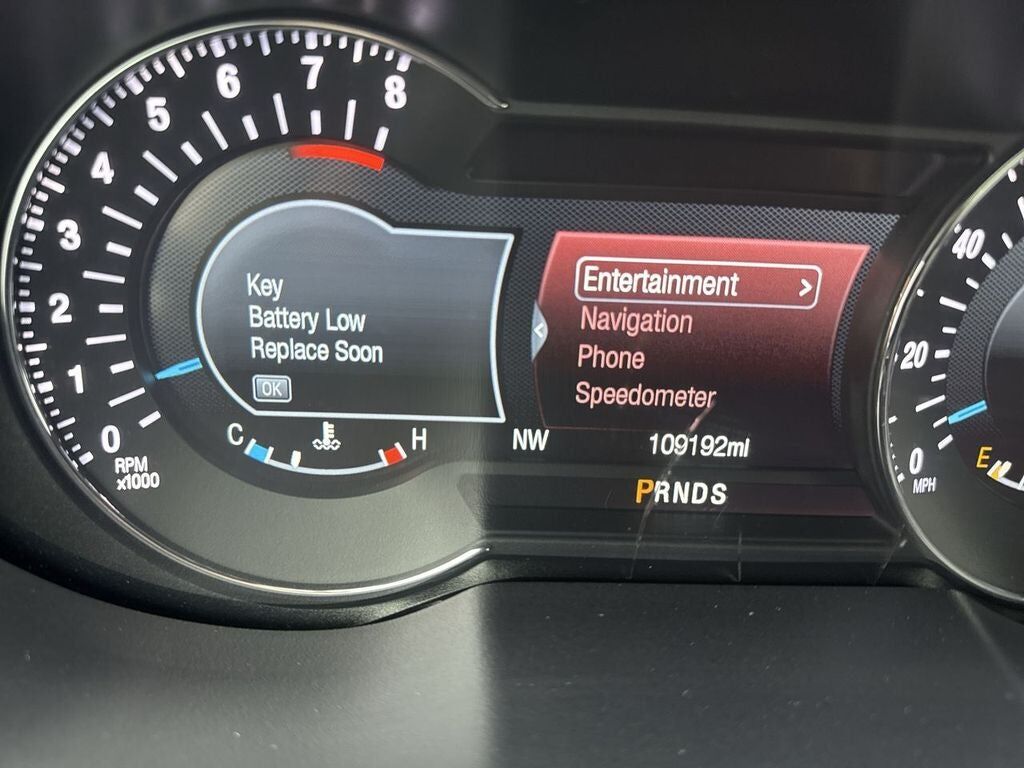 8
7
6
5
4
3
2
1
0
RPM
x1000
Key
Battery Low
Replace Soon
OK
C
H
Entertainment >
<
Navigation
Phone
Speedometer
NW 109192mi
PRNDS
40
20
0
MPH
E